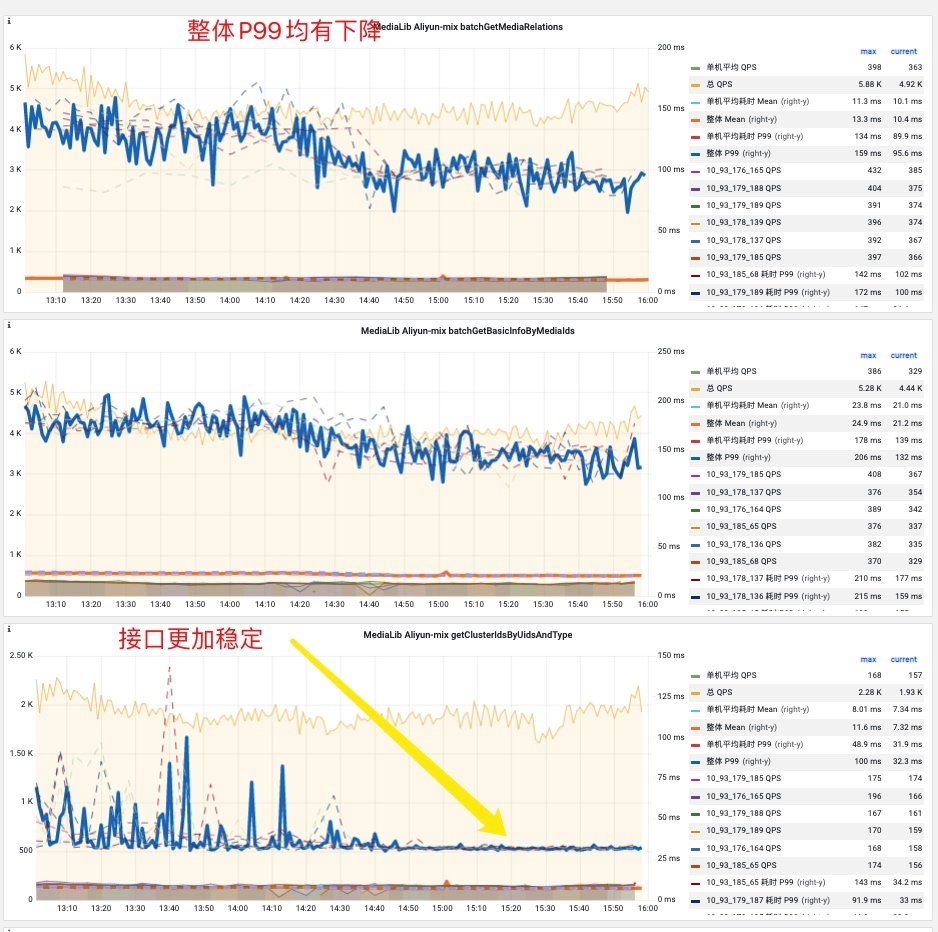 i
整体P99均有下降
MediaLib Aliyun-mix batchGetMediaRelations
6 K
5 K
4 K
3 K
2 K
1 K
0
200 ms
150 ms
100 ms
50 ms
0 ms
13:10 13:20 13:30 13:40 13:50 14:00 14:10 14:20 14:30 14:40 14:50 15:00 15:10 15:20 15:30 15:40 15:50 16:00
max current
单机平均 QPS 398 363
总 QPS 5.88 K 4.92 K
单机平均耗时 Mean (right-y) 11.3 ms 10.1 ms
整体 Mean (right-y) 13.3 ms 10.4 ms
单机平均耗时 P99 (right-y) 134 ms 89.9 ms
整体 P99 (right-y) 159 ms 95.6 ms
10_93_176_165 QPS 432 385
10_93_179_188 QPS 404 375
10_93_179_189 QPS 391 374
10_93_178_139 QPS 396 374
10_93_178_137 QPS 392 367
10_93_179_185 QPS 397 366
10_93_185_68 耗时 P99 (right-y) 142 ms 102 ms
10_93_179_189 耗时 P99 (right-y) 172 ms 100 ms
i
MediaLib Aliyun-mix batchGetBasicInfoByMediaIds
6 K
5 K
4 K
3 K
2 K
1 K
0
250 ms
200 ms
150 ms
100 ms
50 ms
0 ms
13:10 13:20 13:30 13:40 13:50 14:00 14:10 14:20 14:30 14:40 14:50 15:00 15:10 15:20 15:30 15:40 15:50 16:00
max current
单机平均 QPS 386 329
总 QPS 5.28 K 4.44 K
单机平均耗时 Mean (right-y) 23.8 ms 21.0 ms
整体 Mean (right-y) 24.9 ms 21.2 ms
单机平均耗时 P99 (right-y) 178 ms 139 ms
整体 P99 (right-y) 206 ms 132 ms
10_93_179_185 QPS 408 367
10_93_178_137 QPS 376 354
10_93_176_164 QPS 389 342
10_93_185_65 QPS 376 337
10_93_178_136 QPS 382 335
10_93_185_68 QPS 370 329
10_93_178_137 耗时 P99 (right-y) 210 ms 177 ms
10_93_178_136 耗时 P99 (right-y) 215 ms 159 ms
i
接口更加稳定
MediaLib Aliyun-mix getClusterIdsByUidsAndType
2.50 K
2 K
1.50 K
1 K
500
0
150 ms
125 ms
100 ms
75 ms
50 ms
25 ms
0 ms
13:10 13:20 13:30 13:40 13:50 14:00 14:10 14:20 14:30 14:40 14:50 15:00 15:10 15:20 15:30 15:40 15:50 16:00
max current
单机平均 QPS 168 157
总 QPS 2.28 K 1.93 K
单机平均耗时 Mean (right-y) 8.01 ms 7.34 ms
整体 Mean (right-y) 11.6 ms 7.32 ms
单机平均耗时 P99 (right-y) 48.9 ms 31.9 ms
整体 P99 (right-y) 100 ms 32.3 ms
10_93_179_185 QPS 175 174
10_93_176_165 QPS 196 166
10_93_179_188 QPS 167 161
10_93_179_189 QPS 170 159
10_93_176_164 QPS 168 158
10_93_185_65 QPS 174 156
10_93_185_65 耗时 P99 (right-y) 143 ms 34.2 ms
10_93_179_187 耗时 P99 (right-y) 91.9 ms 33 ms